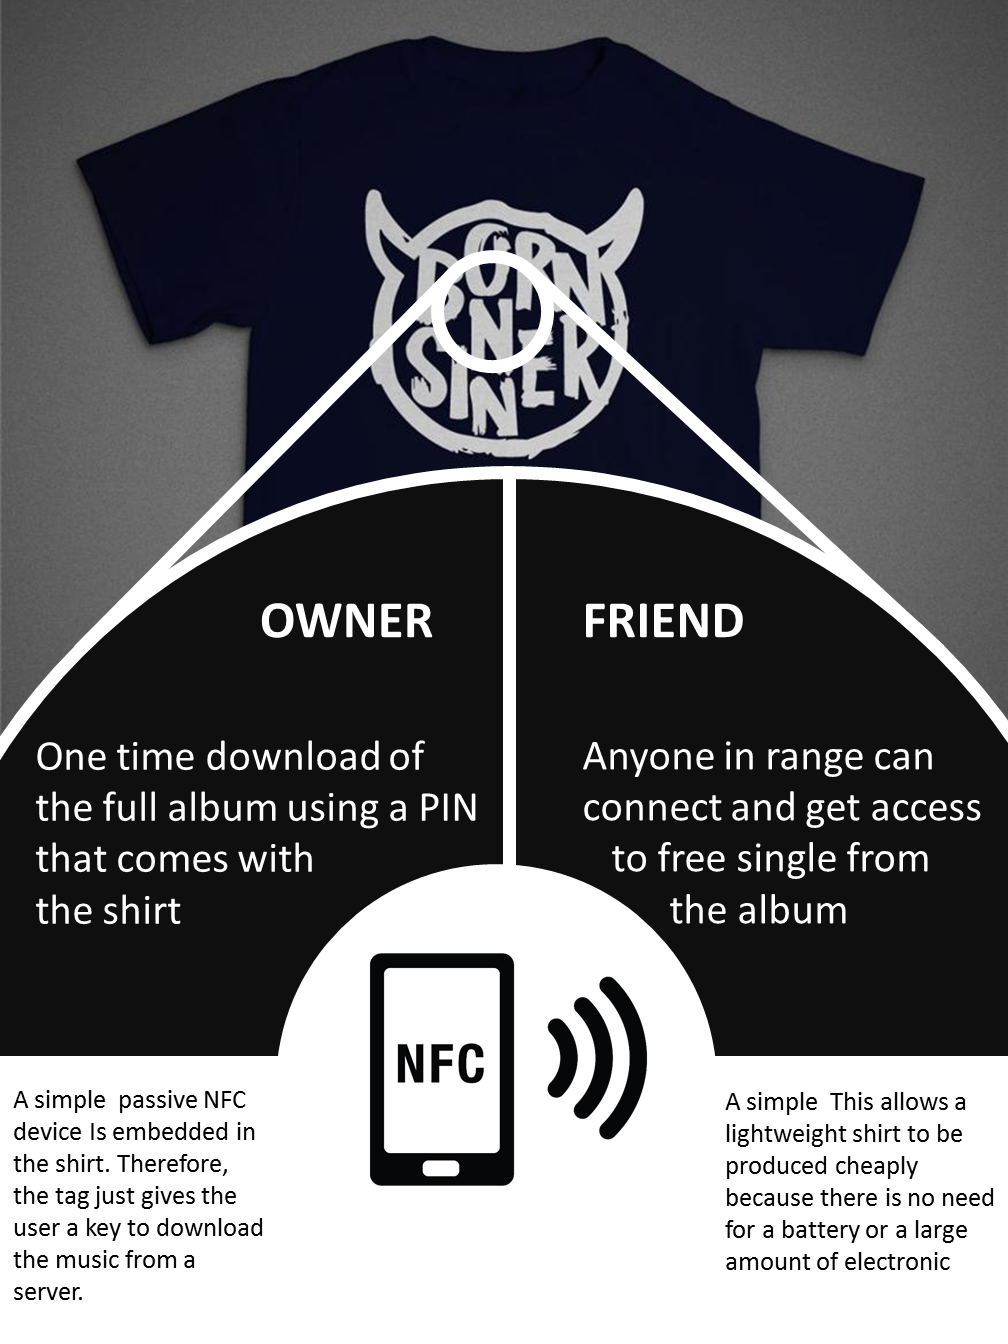 BORN
SINNER
OWNER
FRIEND
One time download of
the full album using a PIN
that comes with
the shirt
Anyone in range can
connect and get access
to free single from
the album
NFC
A simple  passive NFC
device Is embedded in
the shirt. Therefore,
the tag just gives the
user a key to download
the music from a
server.
A simple  This allows a
lightweight shirt to be
produced cheaply
because there is no need
for a battery or a large
amount of electronic